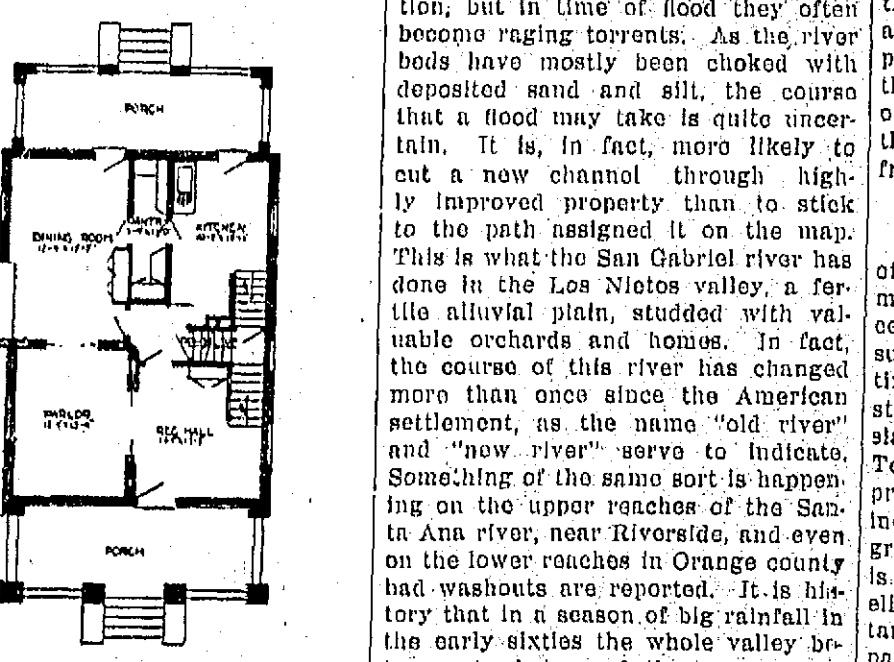 PORCH
PANTRY
KITCHEN
DINING ROOM
PARLOR
REC. HALL
PORCH
tion, but in time of flood they often
become raging torrents. As the river
beds have mostly been choked with
deposited sand and silt, the course
that a flood may take is quite uncer-
tain. It is, in fact, more likely to
cut a new channel through high-
ly improved property than to stick
to the path assigned it on the map.
This is what the San Gabriel river has
done in the Los Nietos valley, a fer-
tile alluvial plain, studded with val-
uable orchards and homes. In fact,
the course of this river has changed
more than once since the American
settlement, as the name "old river"
and "new river" serve to indicate.
Something of the same sort is happen-
ing on the upper reaches of the San-
ta Ana river, near Riverside, and even
on the lower reaches in Orange county
bad washouts are reported. It is his-
tory that in a season of big rainfall in
the early sixties the whole valley be-